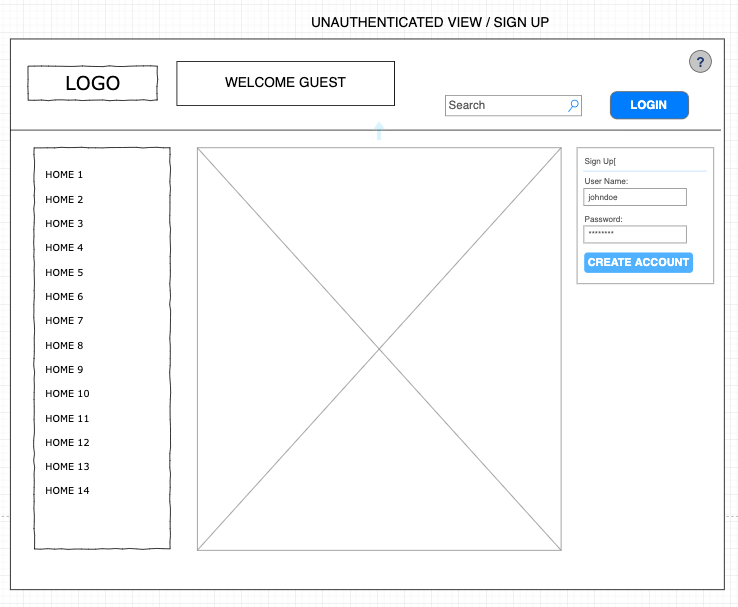 UNAUTHENTICATED VIEW / SIGN UP
?
LOGO
WELCOME GUEST
Search
LOGIN
HOME 1
HOME 2
HOME 3
HOME 4
HOME 5
HOME 6
HOME 7
HOME 8
HOME 9
HOME 10
HOME 11
HOME 12
HOME 13
HOME 14
Sign Up[
User Name:
johndoe
Password:
********
CREATE ACCOUNT